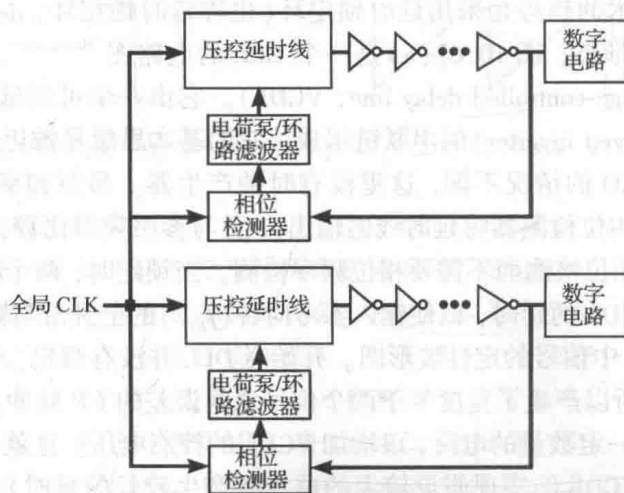 压控延时线
数字
电路
电荷泵/环
路滤波器
相位
检测器
全局 CLK
压控延时线
数字
电路
电荷泵/环
路滤波器
相位
检测器